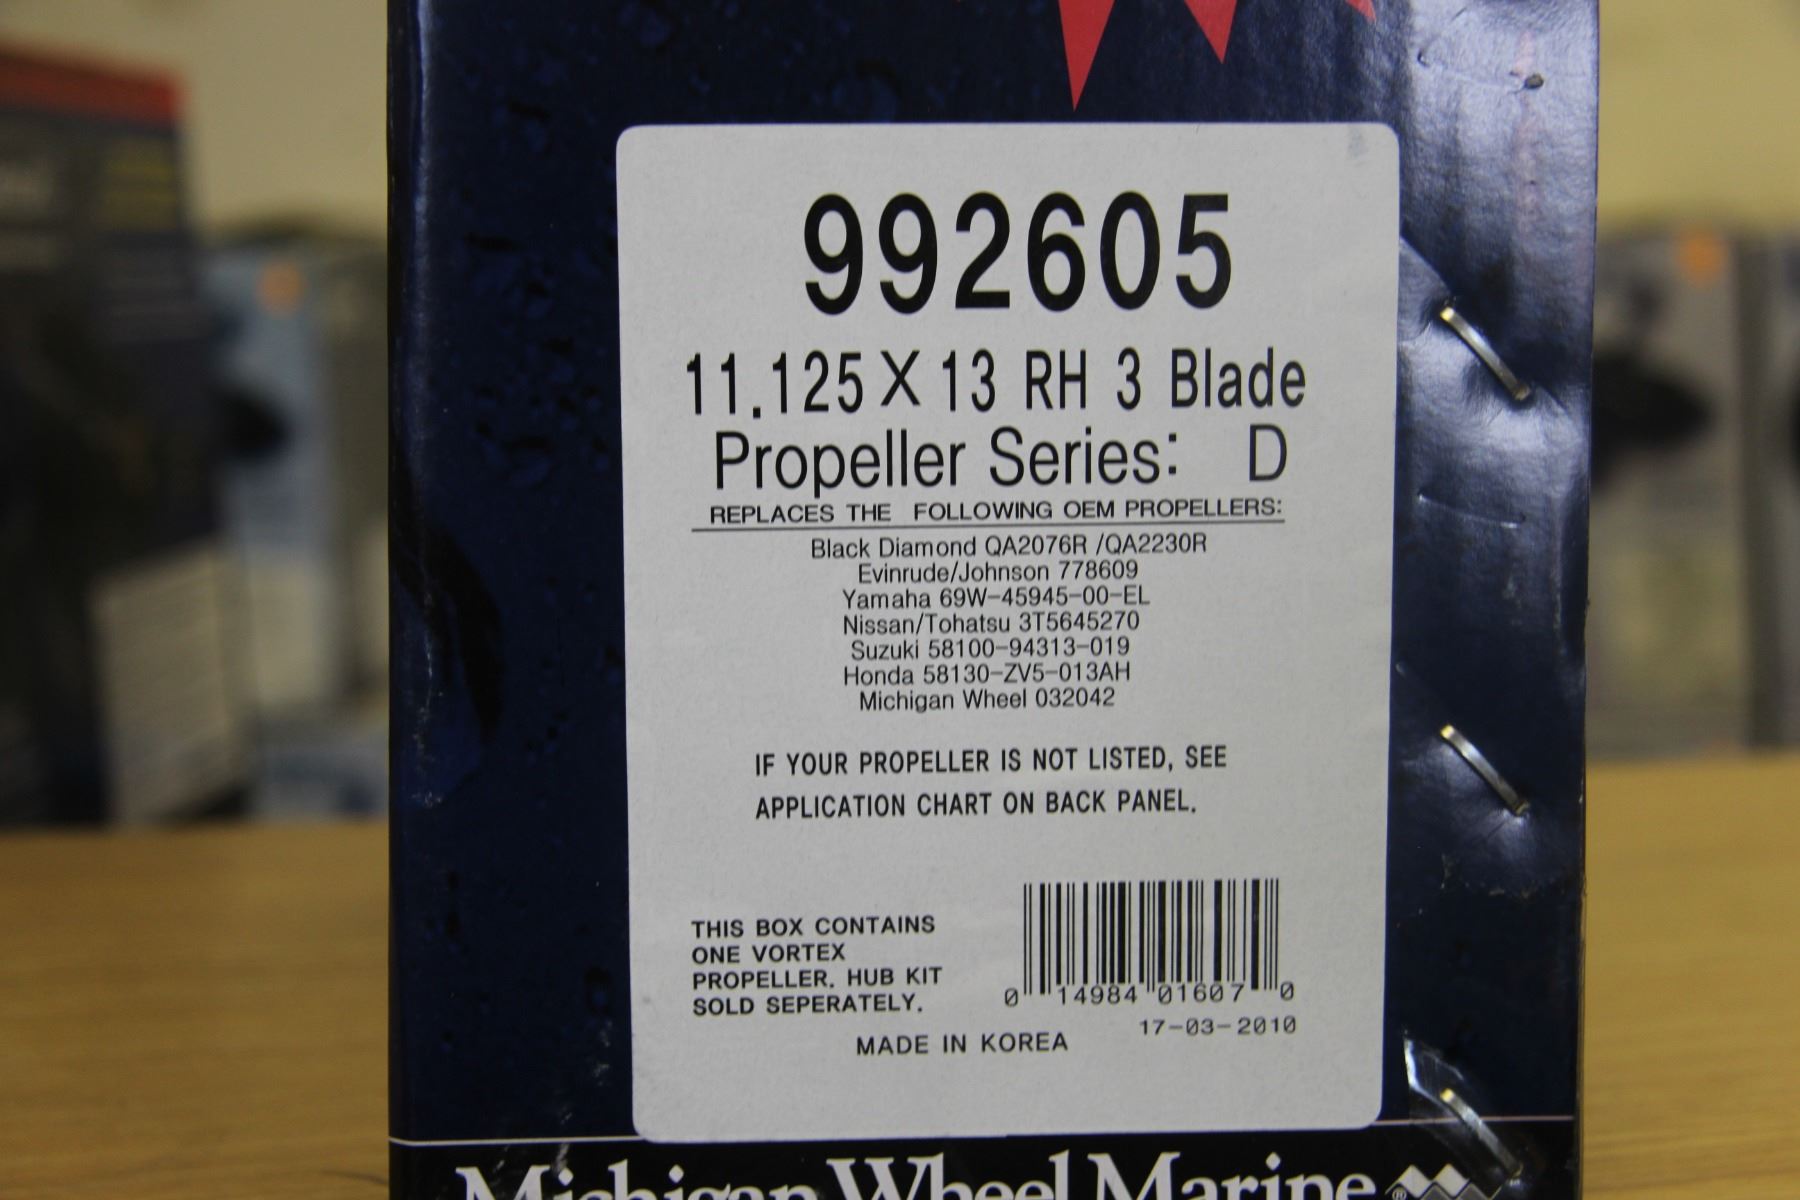 992605
11.125 X 13 RH 3 Blade
Propeller Series: D
REPLACES THE FOLLOWING OEM PROPELLERS:
Black Diamond QA2076R /QA2230R
Evinrude/Johnson 778609
Yamaha 69W-45945-00-EL
Nissan/Tohatsu 3T5645270
Suzuki 58100-94313-019
Honda 58130-ZV5-013AH
Michigan Wheel 032042
IF YOUR PROPELLER IS NOT LISTED, SEE
APPLICATION CHART ON BACK PANEL.
THIS BOX CONTAINS
ONE VORTEX
PROPELLER. HUB KIT
SOLD SEPERATELY.
0 14984 01607 0
17-03-2010
MADE IN KOREA
Michigan Wheel Marine ®